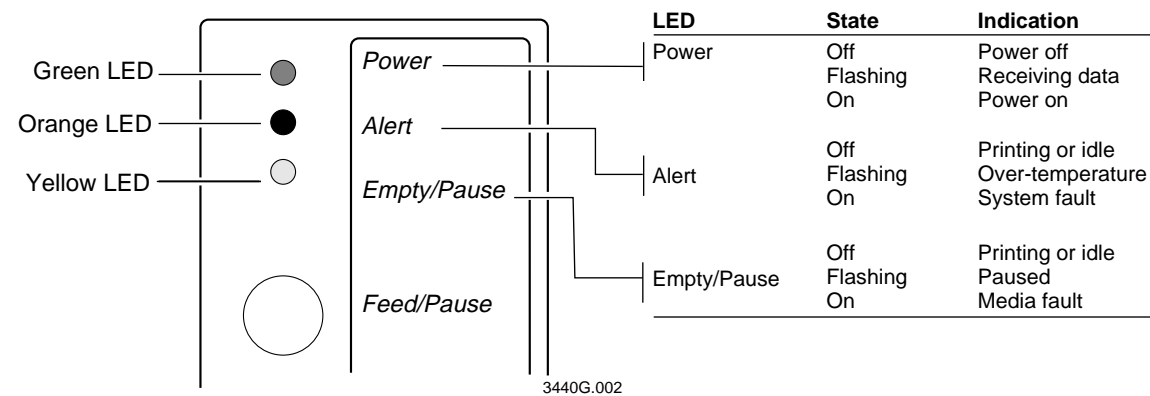 Green LED
Orange LED
Yellow LED
Power
Alert
Empty/Pause
Feed/Pause
3440G.002
LED State Indication
Power Off Power off
Flashing Receiving data
On Power on
Off Printing or idle
Alert Flashing Over-temperature
On System fault
Off Printing or idle
Empty/Pause Flashing Paused
On Media fault